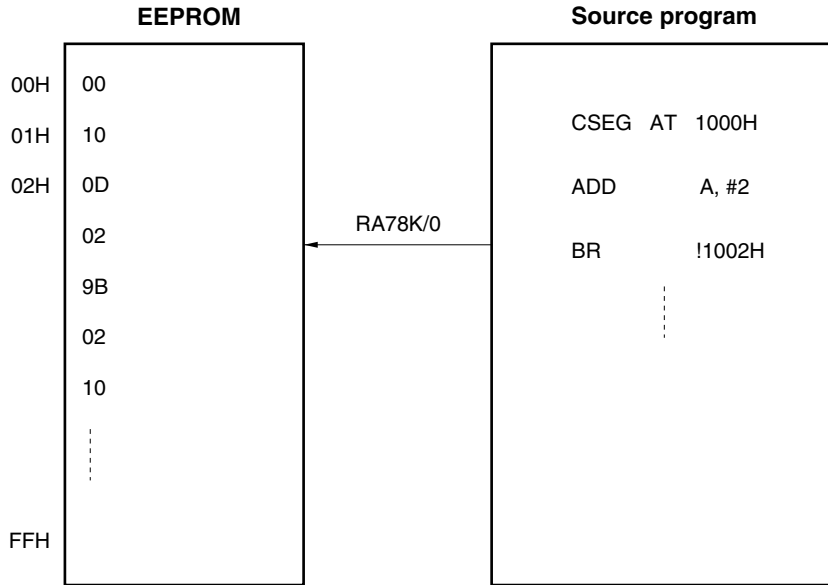 EEPROM
Source program
00H 00
01H 10
02H 0D
02
9B
02
10
FFH
RA78K/0
CSEG AT 1000H
ADD A, #2
BR !1002H